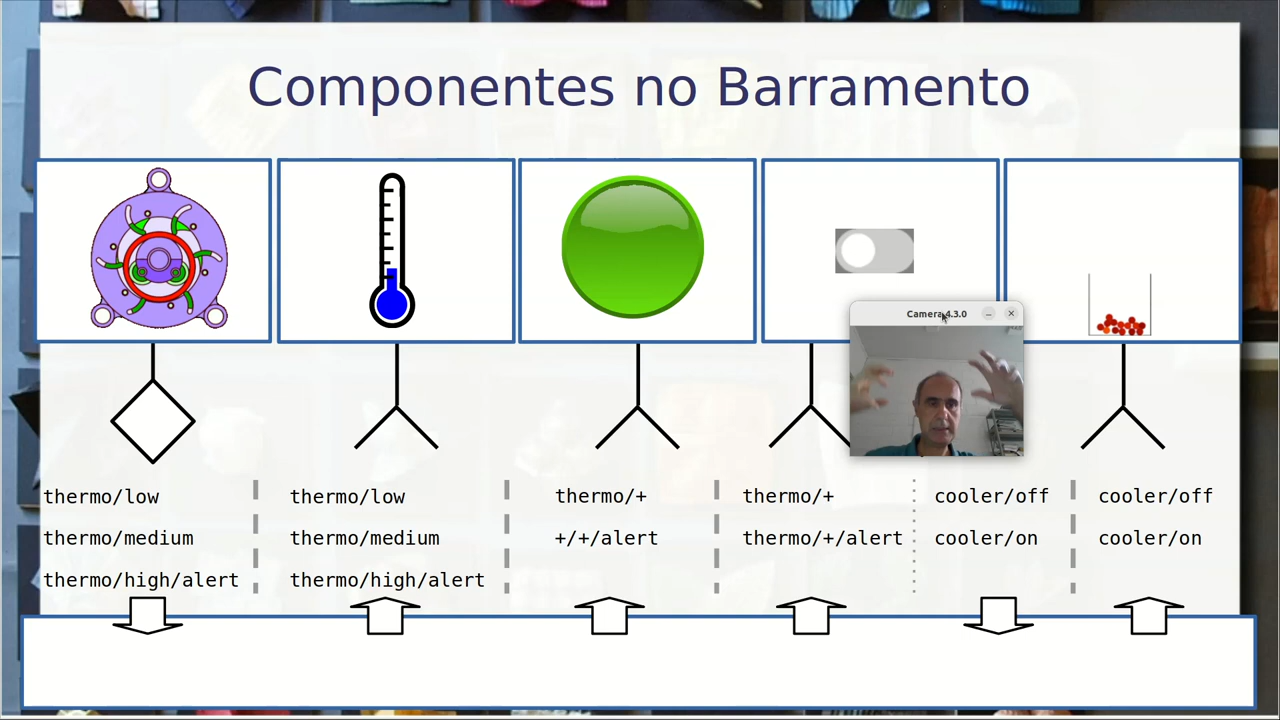 Componentes no Barramento
Camera 4.3.0
thermo/low
thermo/medium
thermo/high/alert
thermo/low
thermo/medium
thermo/high/alert
thermo/+
+/+/alert
thermo/+
thermo/+/alert
cooler/off
cooler/on
cooler/off
cooler/on